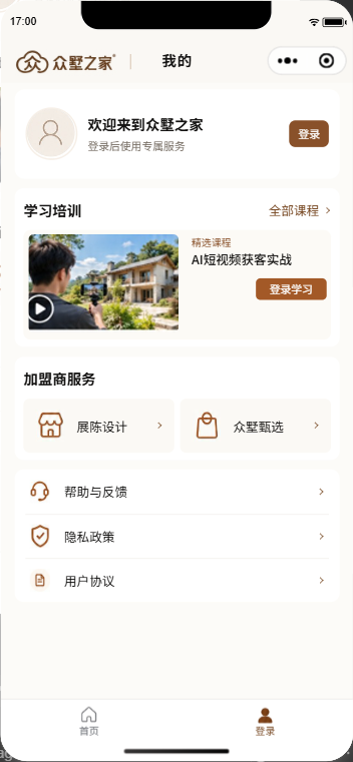 17:00
众墅之家
我的
欢迎来到众墅之家
登录后使用专属服务
登录
学习培训
全部课程
精选课程
AI短视频获客实战
登录学习
加盟商服务
展陈设计
众墅甄选
帮助与反馈
隐私政策
用户协议
首页
登录